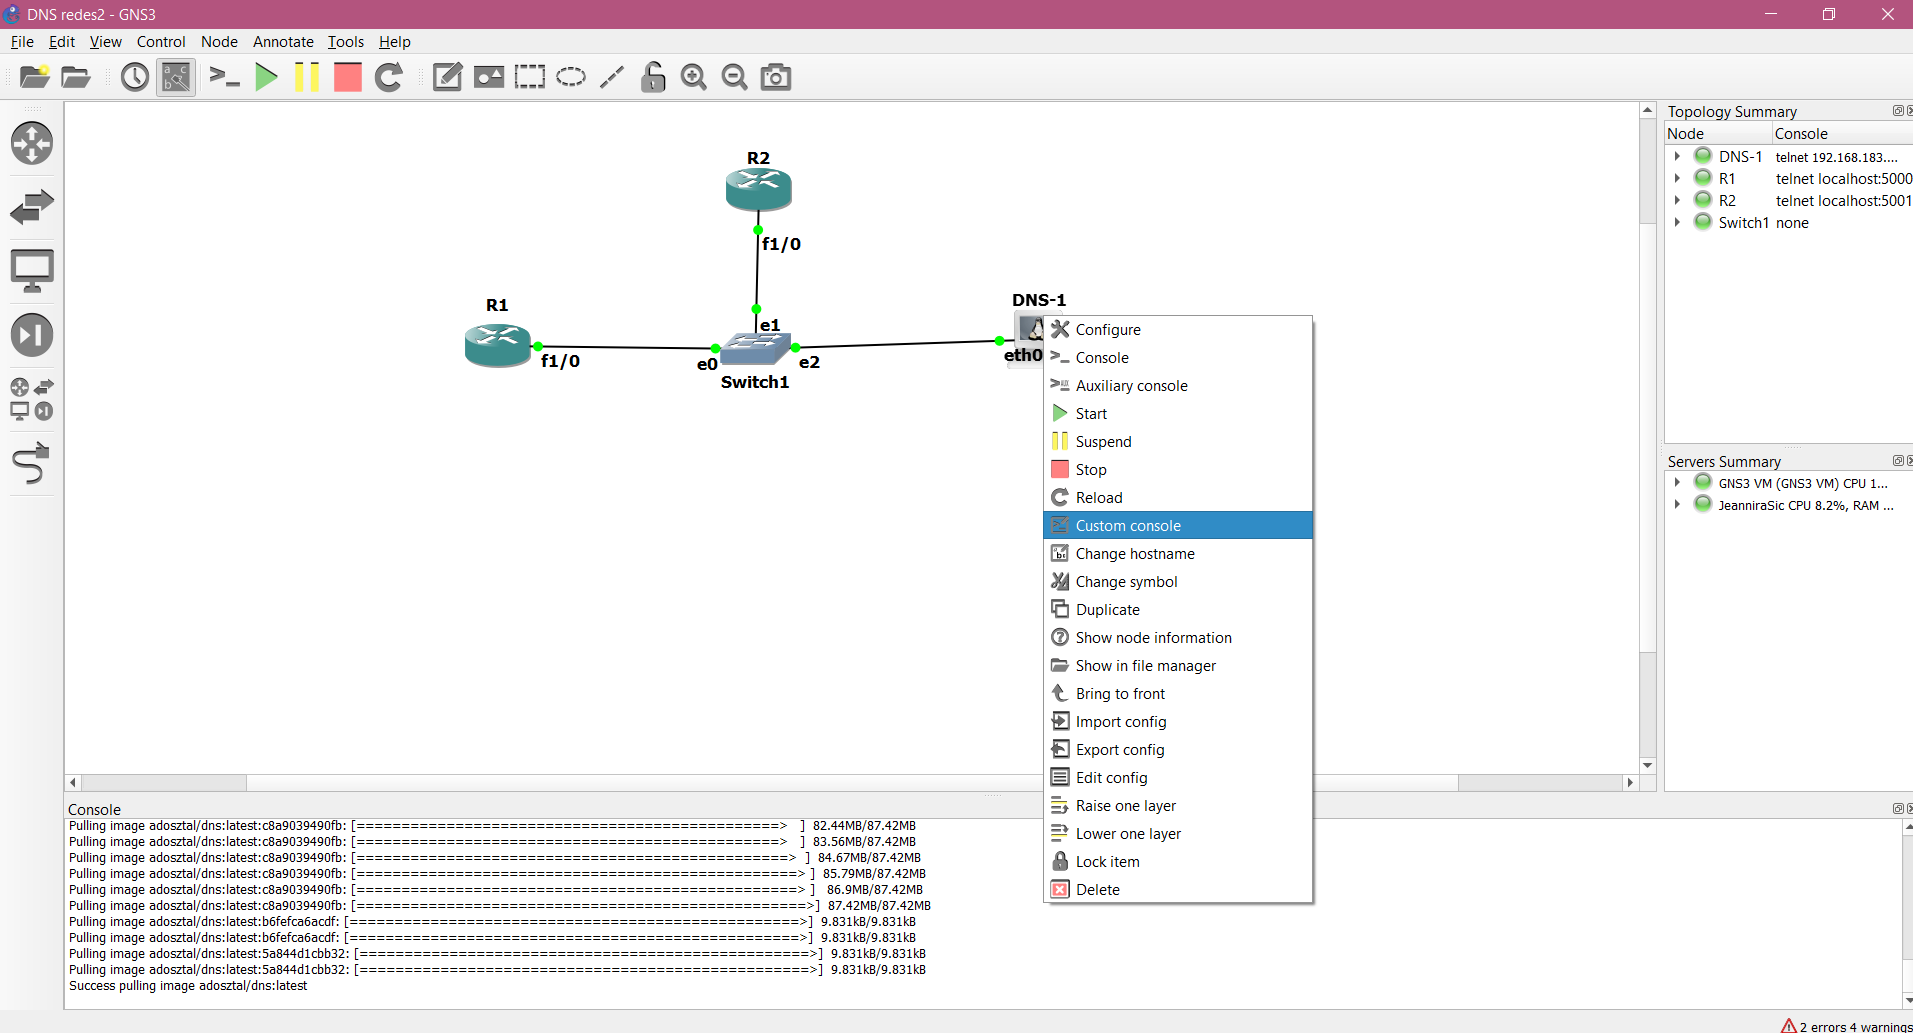 DNS redes2 - GNS3
File Edit View Control Node Annotate Tools Help
R2
f1/0
R1
f1/0
e1
e0
e2
Switch1
DNS-1
eth0
Configure
Console
Auxiliary console
Start
Suspend
Stop
Reload
Custom console
Change hostname
Change symbol
Duplicate
Show node information
Show in file manager
Bring to front
Import config
Export config
Edit config
Raise one layer
Lower one layer
Lock item
Delete
Topology Summary
Node Console
DNS-1 telnet 192.168.183....
R1 telnet localhost:5000
R2 telnet localhost:5001
Switch1 none
Servers Summary
GNS3 VM (GNS3 VM) CPU 1...
JeanniraSic CPU 8.2%, RAM ...
Console
Pulling image adosztal/dns:latest:c8a9039490fb: [================================================> ] 82.44MB/87.42MB
Pulling image adosztal/dns:latest:c8a9039490fb: [================================================> ] 83.56MB/87.42MB
Pulling image adosztal/dns:latest:c8a9039490fb: [=================================================> ] 84.67MB/87.42MB
Pulling image adosztal/dns:latest:c8a9039490fb: [==================================================> ] 85.79MB/87.42MB
Pulling image adosztal/dns:latest:c8a9039490fb: [==================================================> ] 86.9MB/87.42MB
Pulling image adosztal/dns:latest:c8a9039490fb: [===================================================>] 87.42MB/87.42MB
Pulling image adosztal/dns:latest:b6fefca6acdf: [===================================================>] 9.831kB/9.831kB
Pulling image adosztal/dns:latest:b6fefca6acdf: [===================================================>] 9.831kB/9.831kB
Pulling image adosztal/dns:latest:5a844d1cbb32: [===================================================>] 9.831kB/9.831kB
Pulling image adosztal/dns:latest:5a844d1cbb32: [===================================================>] 9.831kB/9.831kB
Success pulling image adosztal/dns:latest
2 errors 4 warnings